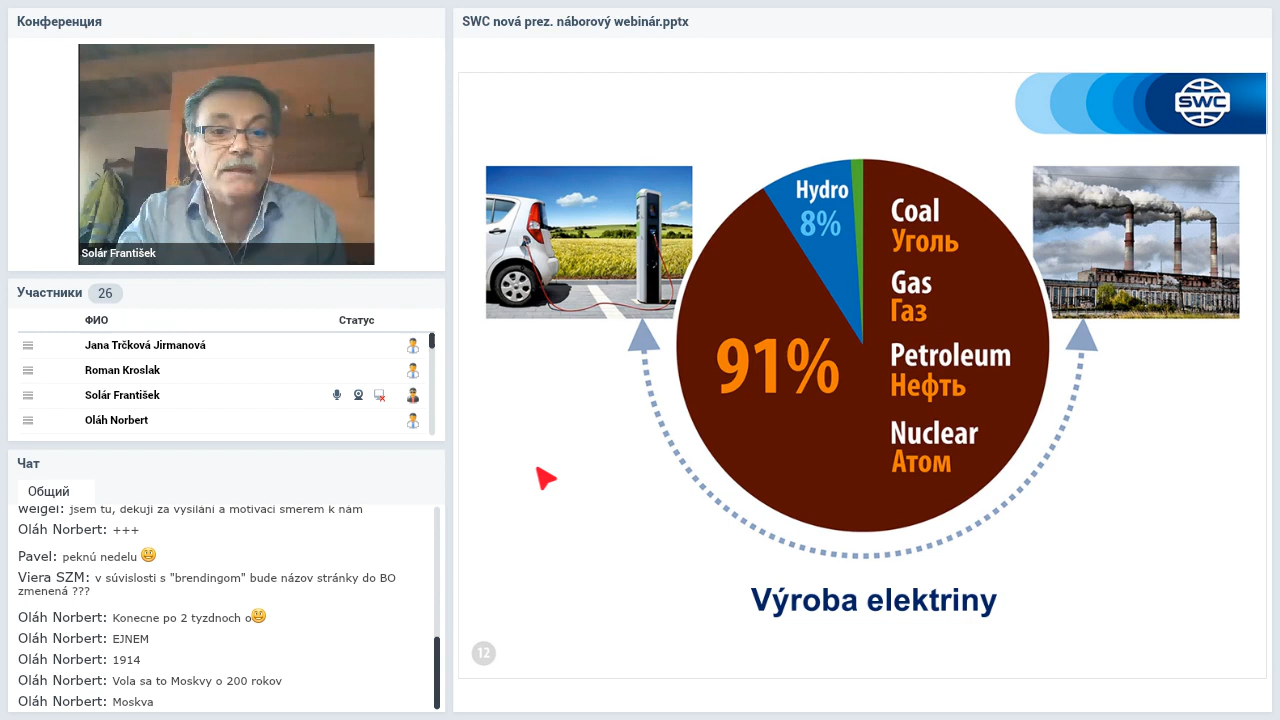 Конференция
Solár František
Участники 26
ФИО Статус
Jana Trčková Jirmanová
Roman Kroslak
Solár František
Oláh Norbert
Чат
Общий
weigel: jsem tu, dekuji za vysílání a motivaci směrem k nám
Oláh Norbert: +++
Pavel: peknú nedelu
Viera SZM: v súvislosti s "brendingom" bude názov stránky do BO
zmenená ???
Oláh Norbert: Konecne po 2 tyzdnoch o
Oláh Norbert: EJNEM
Oláh Norbert: 1914
Oláh Norbert: Vola sa to Moskvy o 200 rokov
Oláh Norbert: Moskva
SWC nová prez. náborový webinár.pptx
SWC
Hydro
8%
91%
Coal
Уголь
Gas
Газ
Petroleum
Нефть
Nuclear
Атом
Výroba elektriny
12